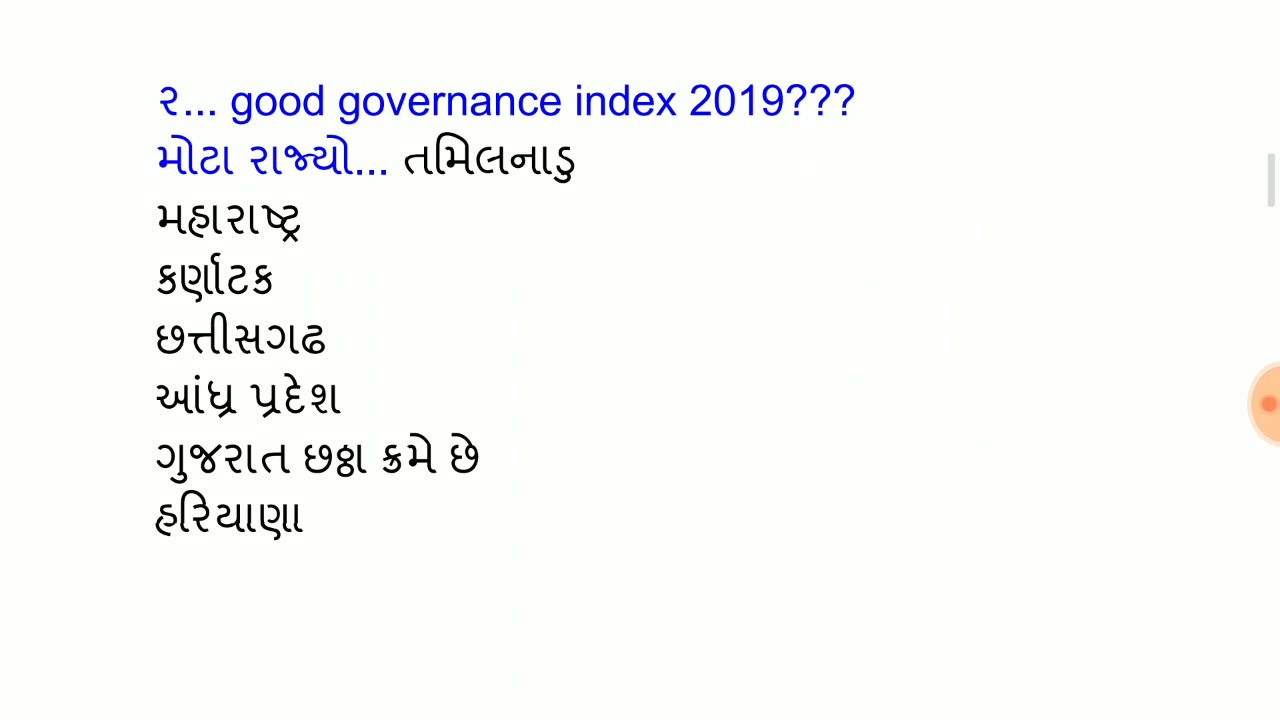 ૨... good governance index 2019???
મોટા રાજ્યો... તમિલનાડુ
મહારાષ્ટ્ર
કર્ણાટક
છત્તીસગઢ
આંધ્ર પ્રદેશ
ગુજરાત છઠ્ઠા ક્રમે છે
હરિયાણા